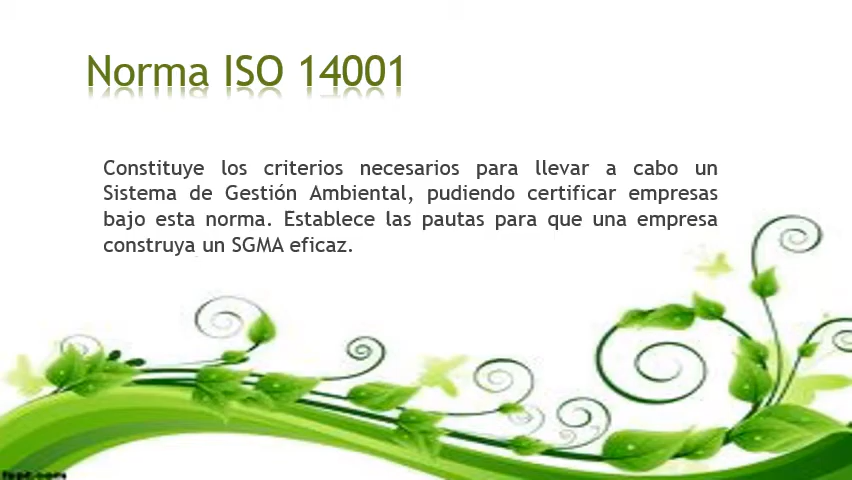 Norma ISO 14001
Constituye los criterios necesarios para llevar a cabo un
Sistema de Gestión Ambiental, pudiendo certificar empresas
bajo esta norma. Establece las pautas para que una empresa
construya un SGMA eficaz.